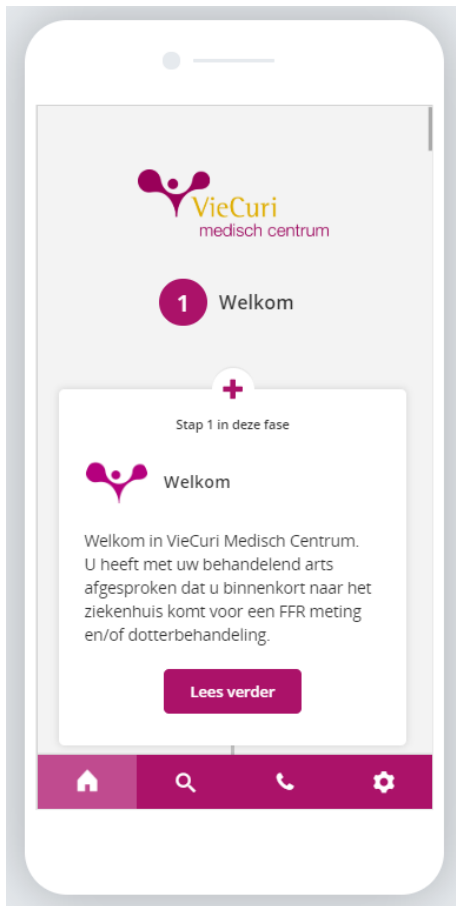 VieCuri
medisch centrum
1 Welkom
Stap 1 in deze fase
Welkom
Welkom in VieCuri Medisch Centrum.
U heeft met uw behandelend arts
afgesproken dat u binnenkort naar het
ziekenhuis komt voor een FFR meting
en/of dotterbehandeling.
Lees verder